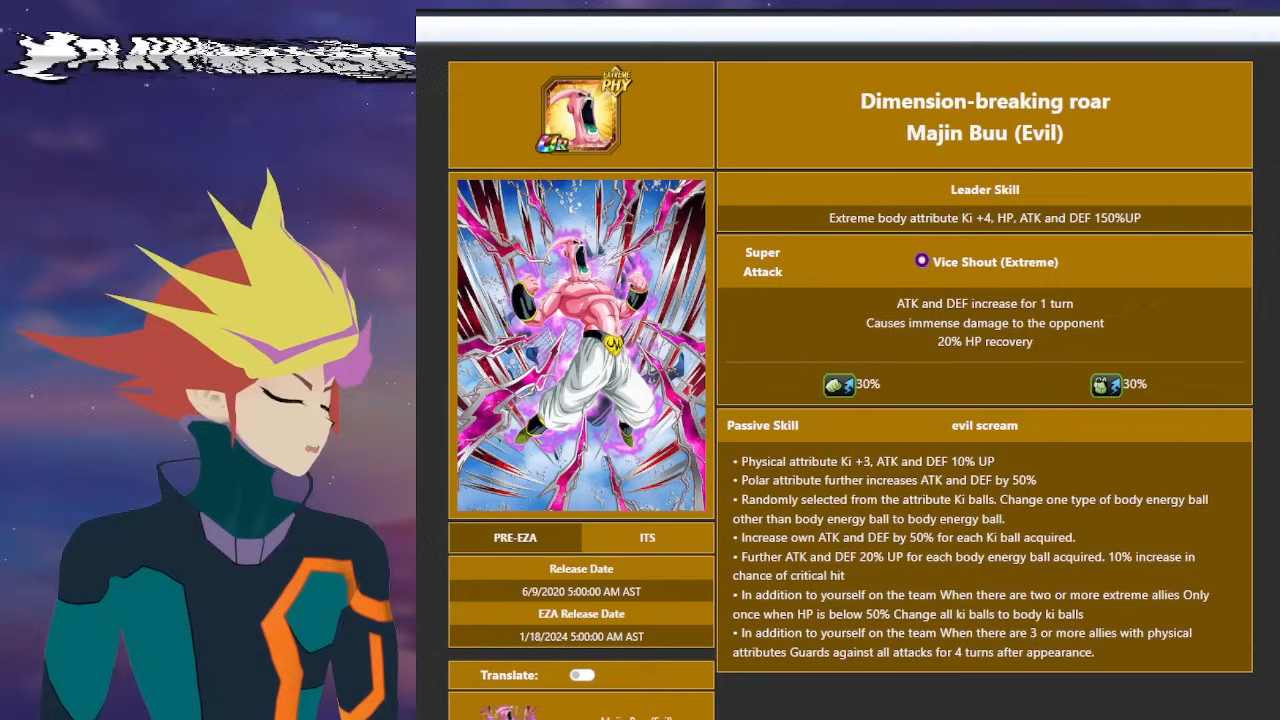 EXTREME
PHY
UR
Dimension-breaking roar
Majin Buu (Evil)
Leader Skill
Extreme body attribute Ki +4, HP, ATK and DEF 150%UP
Super
Attack
Vice Shout (Extreme)
ATK and DEF increase for 1 turn
Causes immense damage to the opponent
20% HP recovery
30%
30%
Passive Skill
evil scream
• Physical attribute Ki +3, ATK and DEF 10% UP
• Polar attribute further increases ATK and DEF by 50%
• Randomly selected from the attribute Ki balls. Change one type of body energy ball
other than body energy ball to body energy ball.
• Increase own ATK and DEF by 50% for each Ki ball acquired.
• Further ATK and DEF 20% UP for each body energy ball acquired. 10% increase in
chance of critical hit
• In addition to yourself on the team When there are two or more extreme allies Only
once when HP is below 50% Change all ki balls to body ki balls
• In addition to yourself on the team When there are 3 or more allies with physical
attributes Guards against all attacks for 4 turns after appearance.
PRE-EZA
ITS
Release Date
6/9/2020 5:00:00 AM AST
EZA Release Date
1/18/2024 5:00:00 AM AST
Translate:
Majin Buu (Evil)